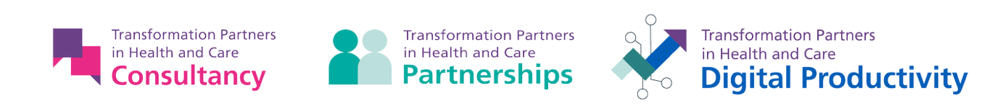 Transformation Partners
in Health and Care
Consultancy
Transformation Partners
in Health and Care
Partnerships
Transformation Partners
in Health and Care
Digital Productivity